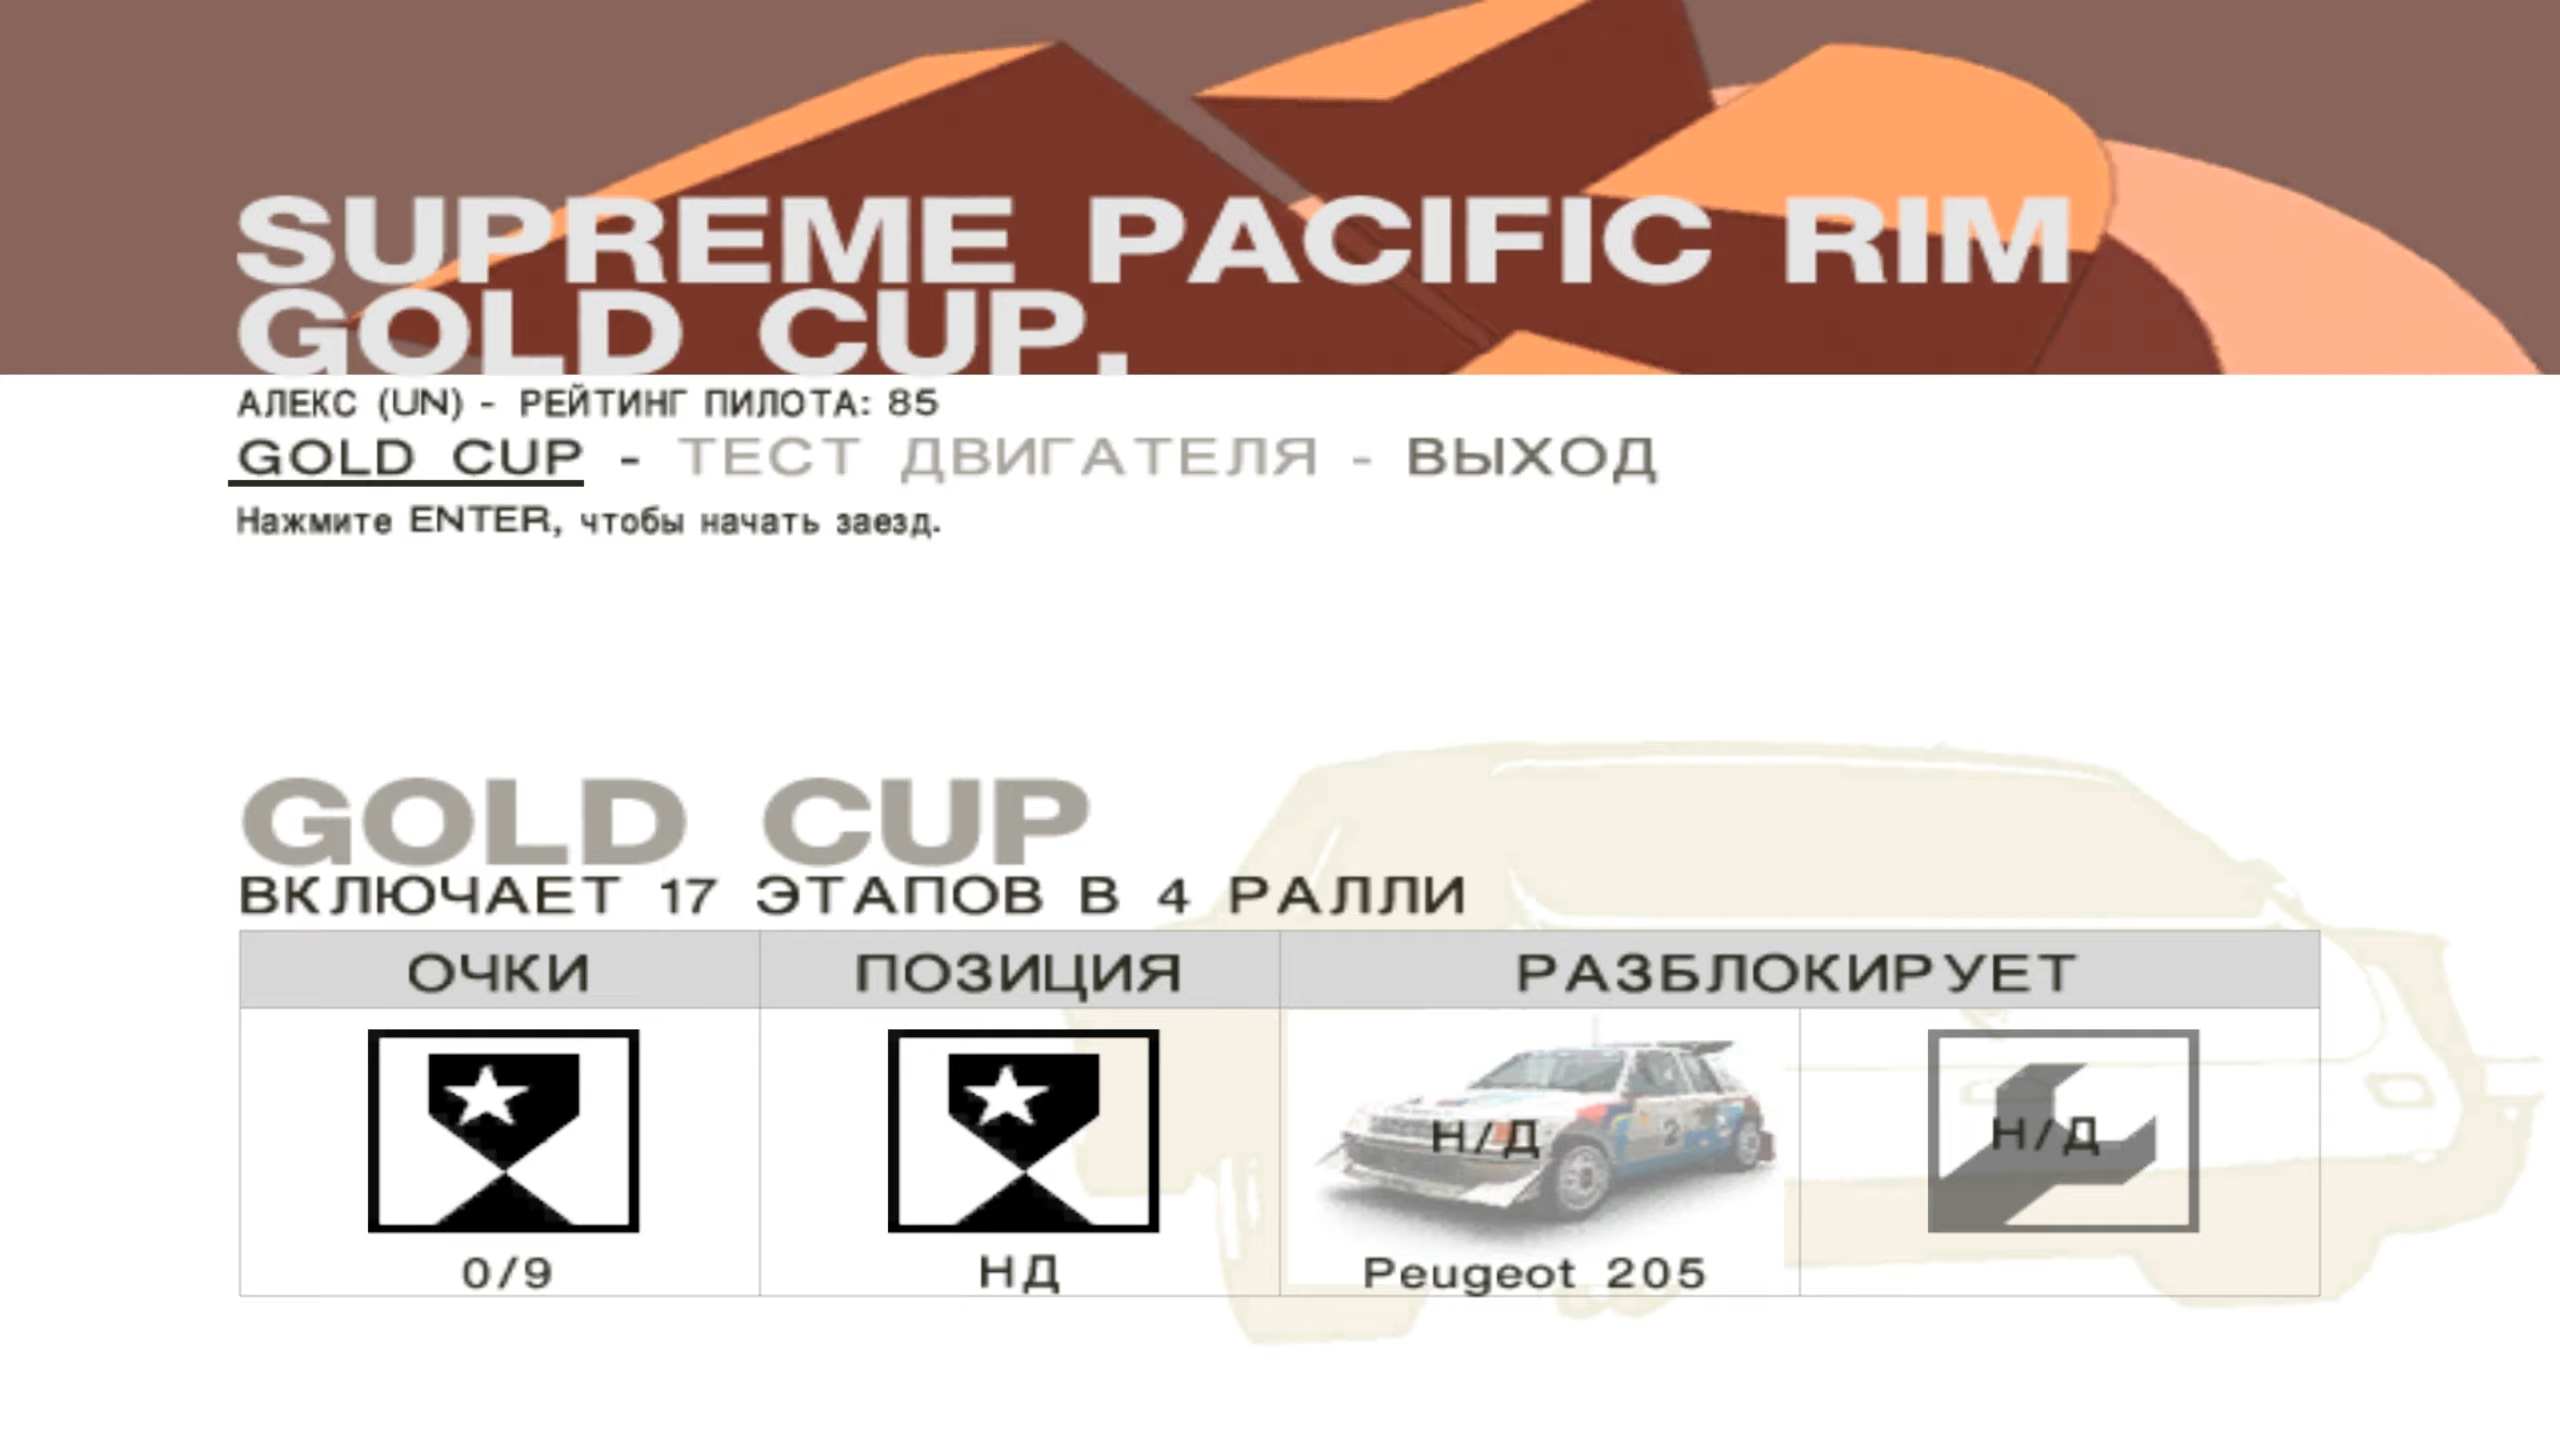 SUPREME PACIFIC RIM
GOLD CUP.
АЛЕКС (UN) - РЕЙТИНГ ПИЛОТА: 85
GOLD CUP - ТЕСТ ДВИГАТЕЛЯ - ВЫХОД
Нажмите ENTER, чтобы начать заезд.
GOLD CUP
ВКЛЮЧАЕТ 17 ЭТАПОВ В 4 РАЛЛИ
ОЧКИ ПОЗИЦИЯ РАЗБЛОКИРУЕТ
2
Н/Д Н/Д
0/9 НД Peugeot 205